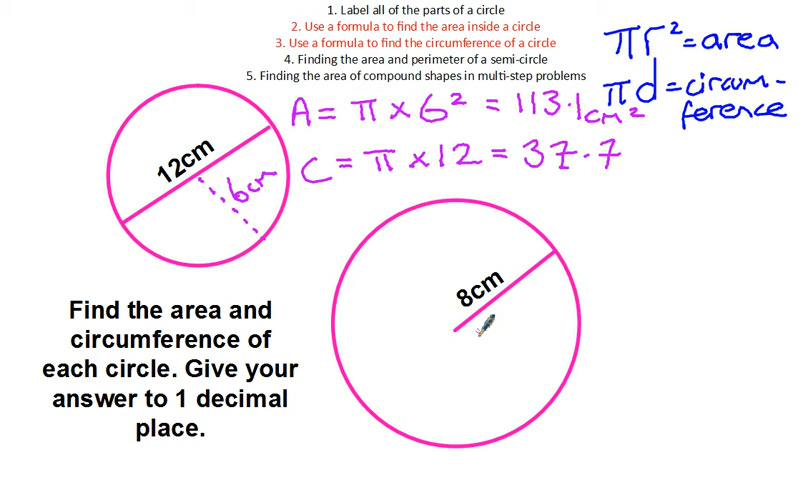 1. Label all of the parts of a circle
2. Use a formula to find the area inside a circle
3. Use a formula to find the circumference of a circle
4. Finding the area and perimeter of a semi-circle
5. Finding the area of compound shapes in multi-step problems
πr²=area
πd=circum-
ference
A= π×6² = 113.1cm²
C = π×12 = 37.7
12cm
6cm
8cm
Find the area and
circumference of
each circle. Give your
answer to 1 decimal
place.